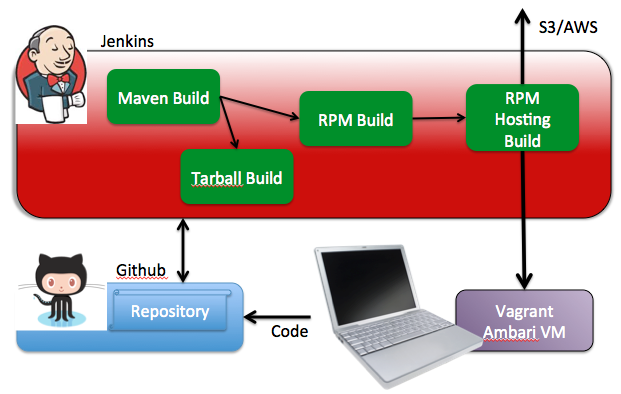 S3/AWS
Jenkins
Maven Build
RPM Build
RPM
Hosting
Build
Tarball Build
Github
Repository
Code
Vagrant
Ambari VM